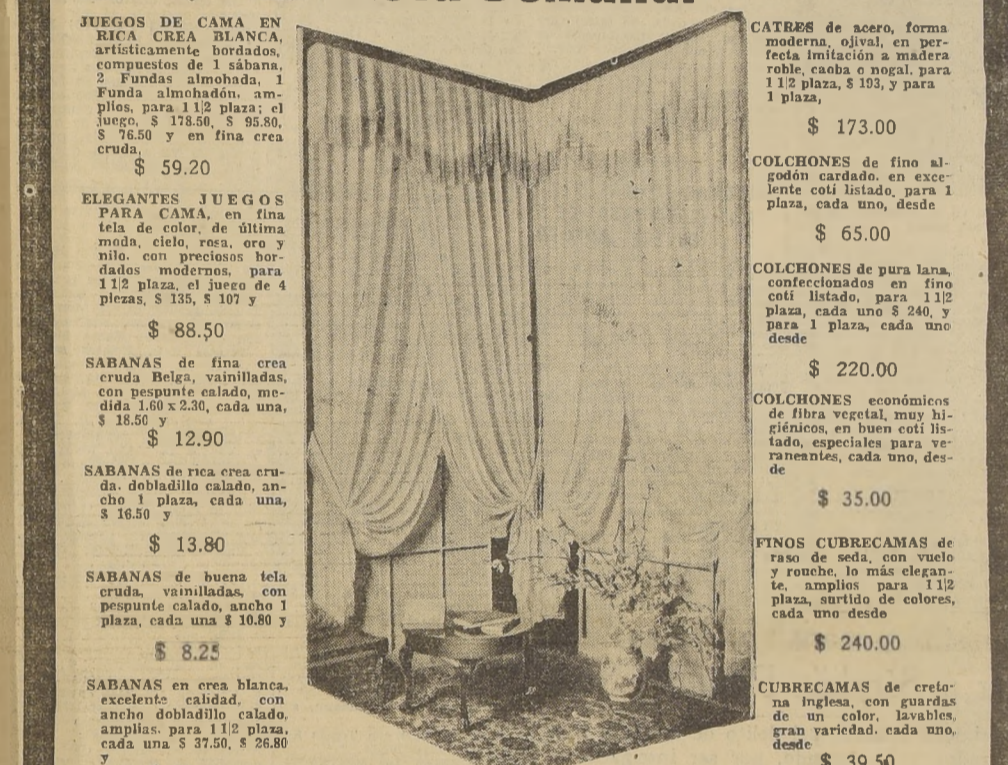 JUEGOS DE CAMA EN
RICA CREA BLANCA,
artísticamente bordados,
compuestos de 1 sábana,
2 Fundas almohada, 1
Funda almohadón, am-
plios, para 1 1|2 plaza; el
juego, $ 178.50, $ 95.80,
$ 76.50 y en fina crea
cruda,
$ 59.20
ELEGANTES JUEGOS
PARA CAMA, en fina
tela de color, de última
moda, cielo, rosa, oro y
nilo, con preciosos bor-
dados modernos, para
1 1|2 plaza, el juego de 4
piezas, $ 135, $ 107 y
$ 88.50
SABANAS de fina crea
cruda Belga, vainilladas,
con pespunte calado, me-
dida 1.60 x 2.30, cada una,
$ 18.50 y
$ 12.90
SABANAS de rica crea cru-
da, dobladillo calado, an-
cho 1 plaza, cada una,
$ 16.50 y
$ 13.80
SABANAS de buena tela
cruda, vainilladas, con
pespunte calado, ancho 1
plaza, cada una $ 10.80 y
$ 8.25
SABANAS en crea blanca,
excelente calidad, con
ancho dobladillo calado,
amplias, para 1 1|2 plaza,
cada una $ 37.50, $ 26.80
y
CATRES de acero, forma
moderna, ojival, en per-
fecta imitación a madera
roble, caoba o nogal, para
1 1|2 plaza, $ 193, y para
1 plaza,
$ 173.00
COLCHONES de fino al-
godón cardado, en exce-
lente cotí listado, para 1
plaza, cada uno, desde
$ 65.00
COLCHONES de pura lana,
confeccionados en fino
cotí listado, para 1 1|2
plaza, cada uno $ 240, y
para 1 plaza, cada uno
desde
$ 220.00
COLCHONES económicos
de fibra vegetal, muy hi-
giénicos, en buen cotí lis-
tado, especiales para ve-
raneantes, cada uno, des-
de
$ 35.00
FINOS CUBRECAMAS de
raso de seda, con vuelo
y rouche, lo más elegan-
te, amplios para 1 1|2
plaza, surtido de colores,
cada uno desde
$ 240.00
CUBRECAMAS de creto-
na inglesa, con guardas
de un color, lavables,
gran variedad, cada uno,
desde
$ 39.50